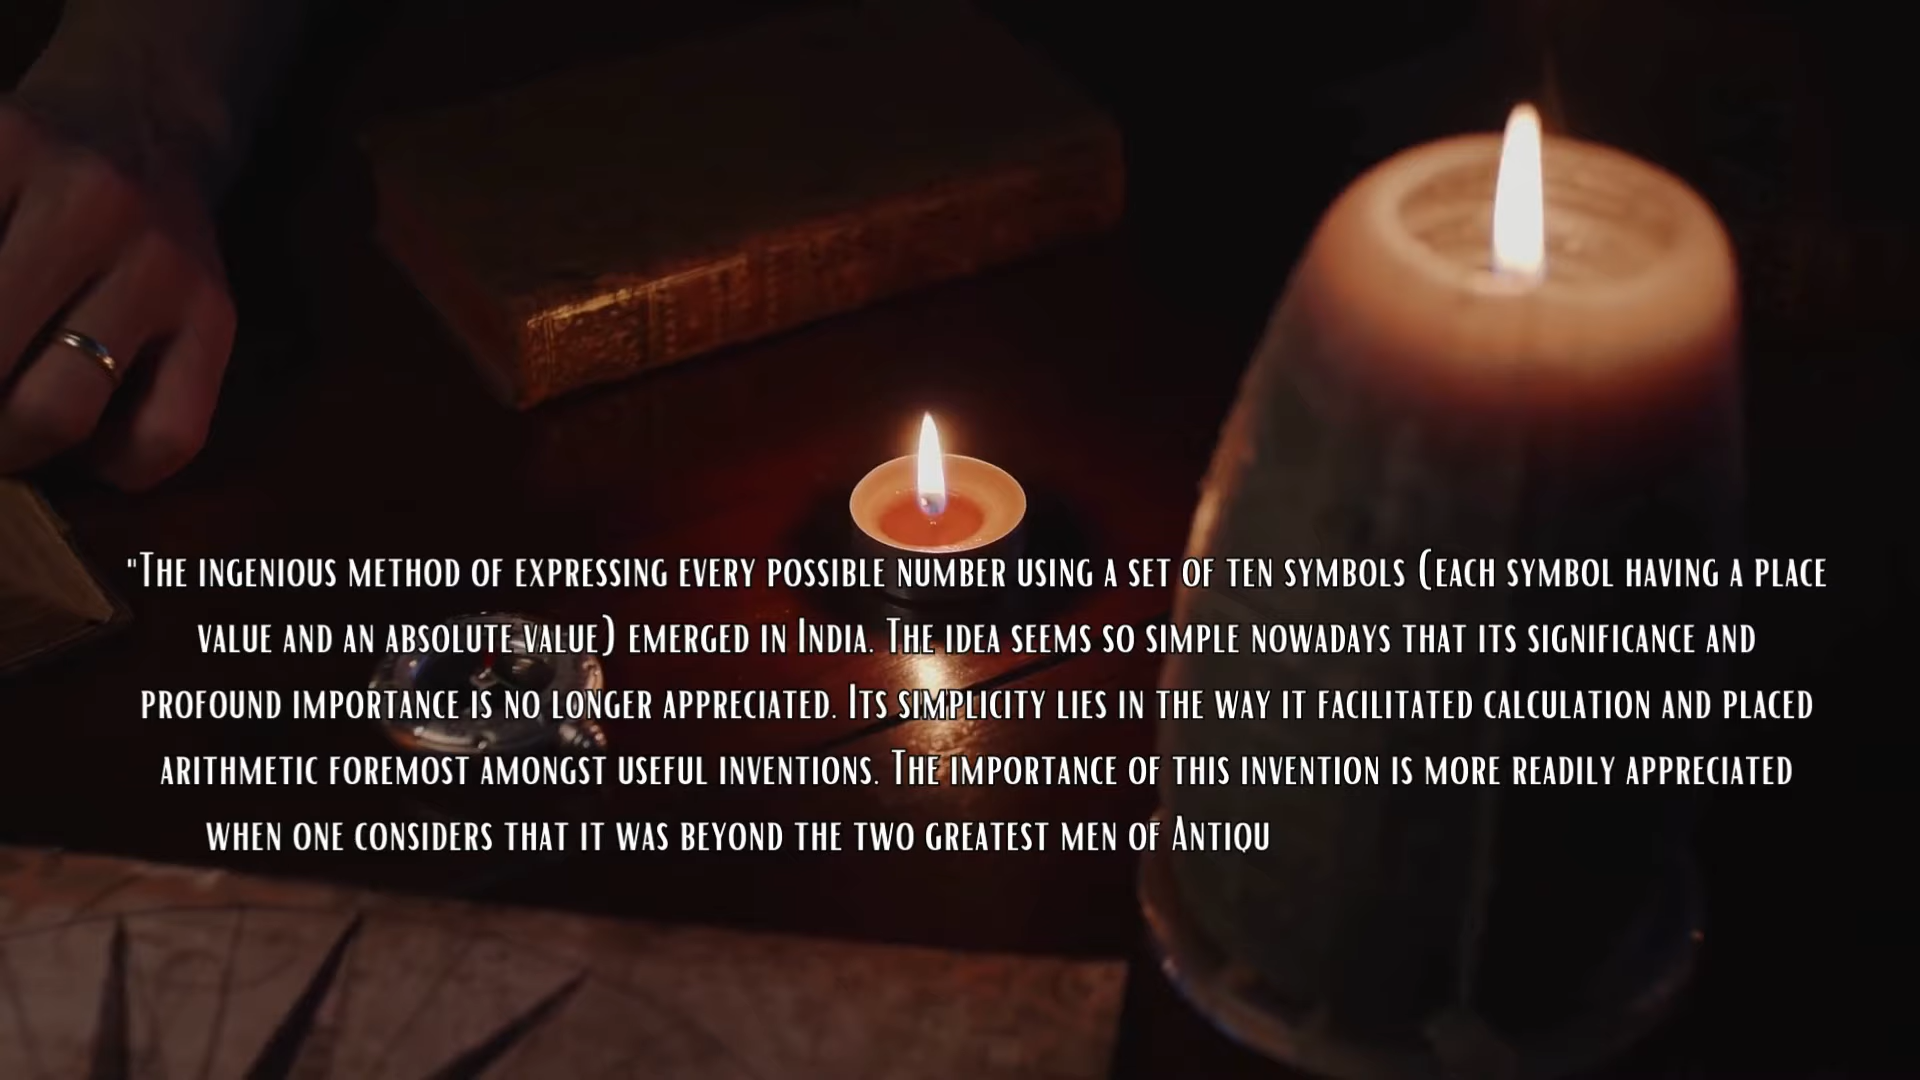 "The ingenious method of expressing every possible number using a set of ten symbols (each symbol having a place
value and an absolute value) emerged in India. The idea seems so simple nowadays that its significance and
profound importance is no longer appreciated. Its simplicity lies in the way it facilitated calculation and placed
arithmetic foremost amongst useful inventions. The importance of this invention is more readily appreciated
when one considers that it was beyond the two greatest men of Antiqu